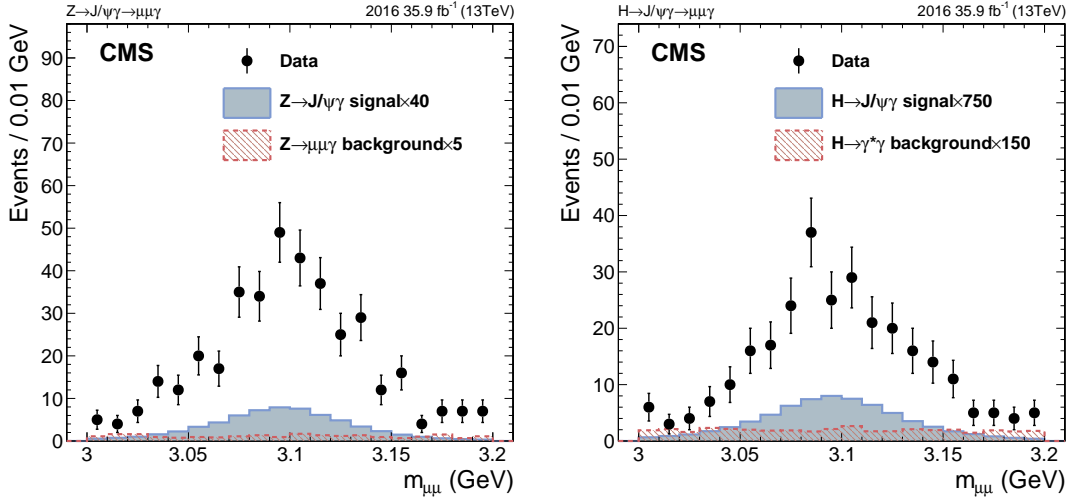 Z→J/ψγ→μμγ 2016 35.9 fb⁻¹ (13TeV)
CMS
Data
Z→J/ψγ signal×40
Z→μμγ background×5
Events / 0.01 GeV
90
80
70
60
50
40
30
20
10
0
3 3.05 3.1 3.15 3.2
m_μμ (GeV)
H→J/ψγ→μμγ 2016 35.9 fb⁻¹ (13TeV)
CMS
Data
H→J/ψγ signal×750
H→γ*γ background×150
Events / 0.01 GeV
70
60
50
40
30
20
10
0
3 3.05 3.1 3.15 3.2
m_μμ (GeV)